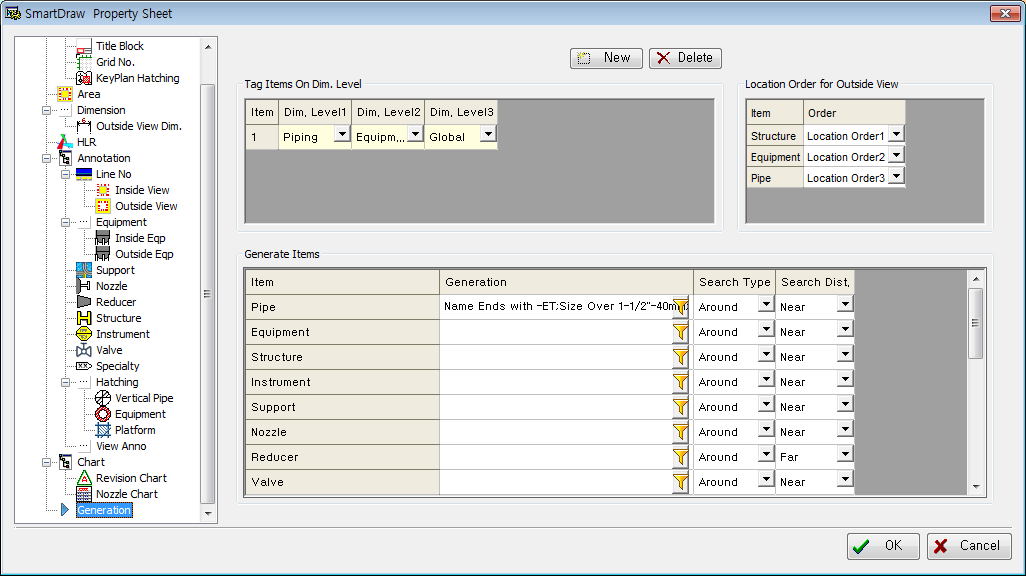 SmartDraw Property Sheet
Title Block
Grid No.
KeyPlan Hatching
Area
Dimension
Outside View Dim.
HLR
Annotation
Line No
Inside View
Outside View
Equipment
Inside Eqp
Outside Eqp
Support
Nozzle
Reducer
Structure
Instrument
Valve
Specialty
Hatching
Vertical Pipe
Equipment
Platform
View Anno
Chart
Revision Chart
Nozzle Chart
Generation
New Delete
Tag Items On Dim. Level
Item Dim. Level1 Dim. Level2 Dim. Level3
1 Piping Equipm... Global
Location Order for Outside View
Item Order
Structure Location Order1
Equipment Location Order2
Pipe Location Order3
Generate Items
Item Generation Search Type Search Dist.
Pipe Name Ends with -ET;Size Over 1-1/2"-40m Around Near
Equipment Around Near
Structure Around Near
Instrument Around Near
Support Around Near
Nozzle Around Near
Reducer Around Far
Valve Around Near
OK Cancel